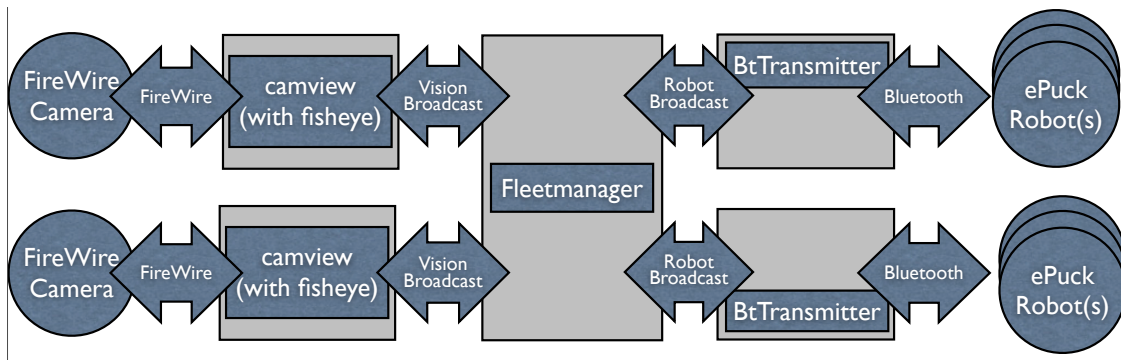 FireWire
Camera
FireWire
camview
(with fisheye)
Vision
Broadcast
Robot
Broadcast
BtTransmitter
Bluetooth
ePuck
Robot(s)
Fleetmanager
FireWire
Camera
FireWire
camview
(with fisheye)
Vision
Broadcast
Robot
Broadcast
BtTransmitter
Bluetooth
ePuck
Robot(s)